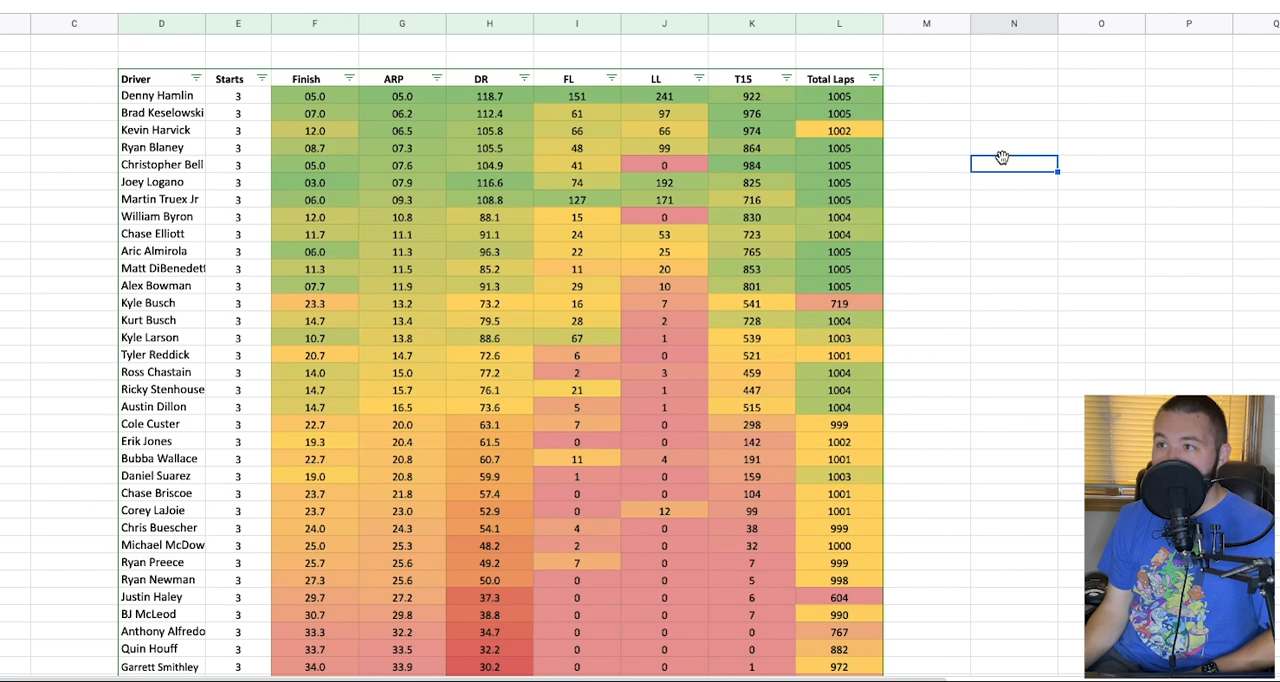 C D E F G H I J K L M N O P Q
Driver Starts Finish ARP DR FL LL T15 Total Laps
Denny Hamlin 3 05.0 05.0 118.7 151 241 922 1005
Brad Keselowski 3 07.0 06.2 112.4 61 97 976 1005
Kevin Harvick 3 12.0 06.5 105.8 66 66 974 1002
Ryan Blaney 3 08.7 07.3 105.5 48 99 864 1005
Christopher Bell 3 05.0 07.6 104.9 41 0 984 1005
Joey Logano 3 03.0 07.9 116.6 74 192 825 1005
Martin Truex Jr 3 06.0 09.3 108.8 127 171 716 1005
William Byron 3 12.0 10.8 88.1 15 0 830 1004
Chase Elliott 3 11.7 11.1 91.1 24 53 723 1004
Aric Almirola 3 06.0 11.3 96.3 22 25 765 1005
Matt DiBenedett 3 11.3 11.5 85.2 11 20 853 1005
Alex Bowman 3 07.7 11.9 91.3 29 10 801 1005
Kyle Busch 3 23.3 13.2 73.2 16 7 541 719
Kurt Busch 3 14.7 13.4 79.5 28 2 728 1004
Kyle Larson 3 10.7 13.8 88.6 67 1 539 1003
Tyler Reddick 3 20.7 14.7 72.6 6 0 521 1001
Ross Chastain 3 14.0 15.0 77.2 2 3 459 1004
Ricky Stenhouse 3 14.7 15.7 76.1 21 1 447 1004
Austin Dillon 3 14.7 16.5 73.6 5 1 515 1004
Cole Custer 3 22.7 20.0 63.1 7 0 298 999
Erik Jones 3 19.3 20.4 61.5 0 0 142 1002
Bubba Wallace 3 22.7 20.8 60.7 11 4 191 1001
Daniel Suarez 3 19.0 20.8 59.9 1 0 159 1003
Chase Briscoe 3 23.7 21.8 57.4 0 0 104 1001
Corey LaJoie 3 23.7 23.0 52.9 0 12 99 1001
Chris Buescher 3 24.0 24.3 54.1 4 0 38 999
Michael McDow 3 25.0 25.3 48.2 2 0 32 1000
Ryan Preece 3 25.7 25.6 49.2 7 0 7 999
Ryan Newman 3 27.3 25.6 50.0 0 0 5 998
Justin Haley 3 29.7 27.2 37.3 0 0 6 604
BJ McLeod 3 30.7 29.8 38.8 0 0 7 990
Anthony Alfredo 3 33.3 32.2 34.7 0 0 0 767
Quin Houff 3 33.7 33.5 32.2 0 0 0 882
Garrett Smithley 3 34.0 33.9 30.2 0 0 1 972